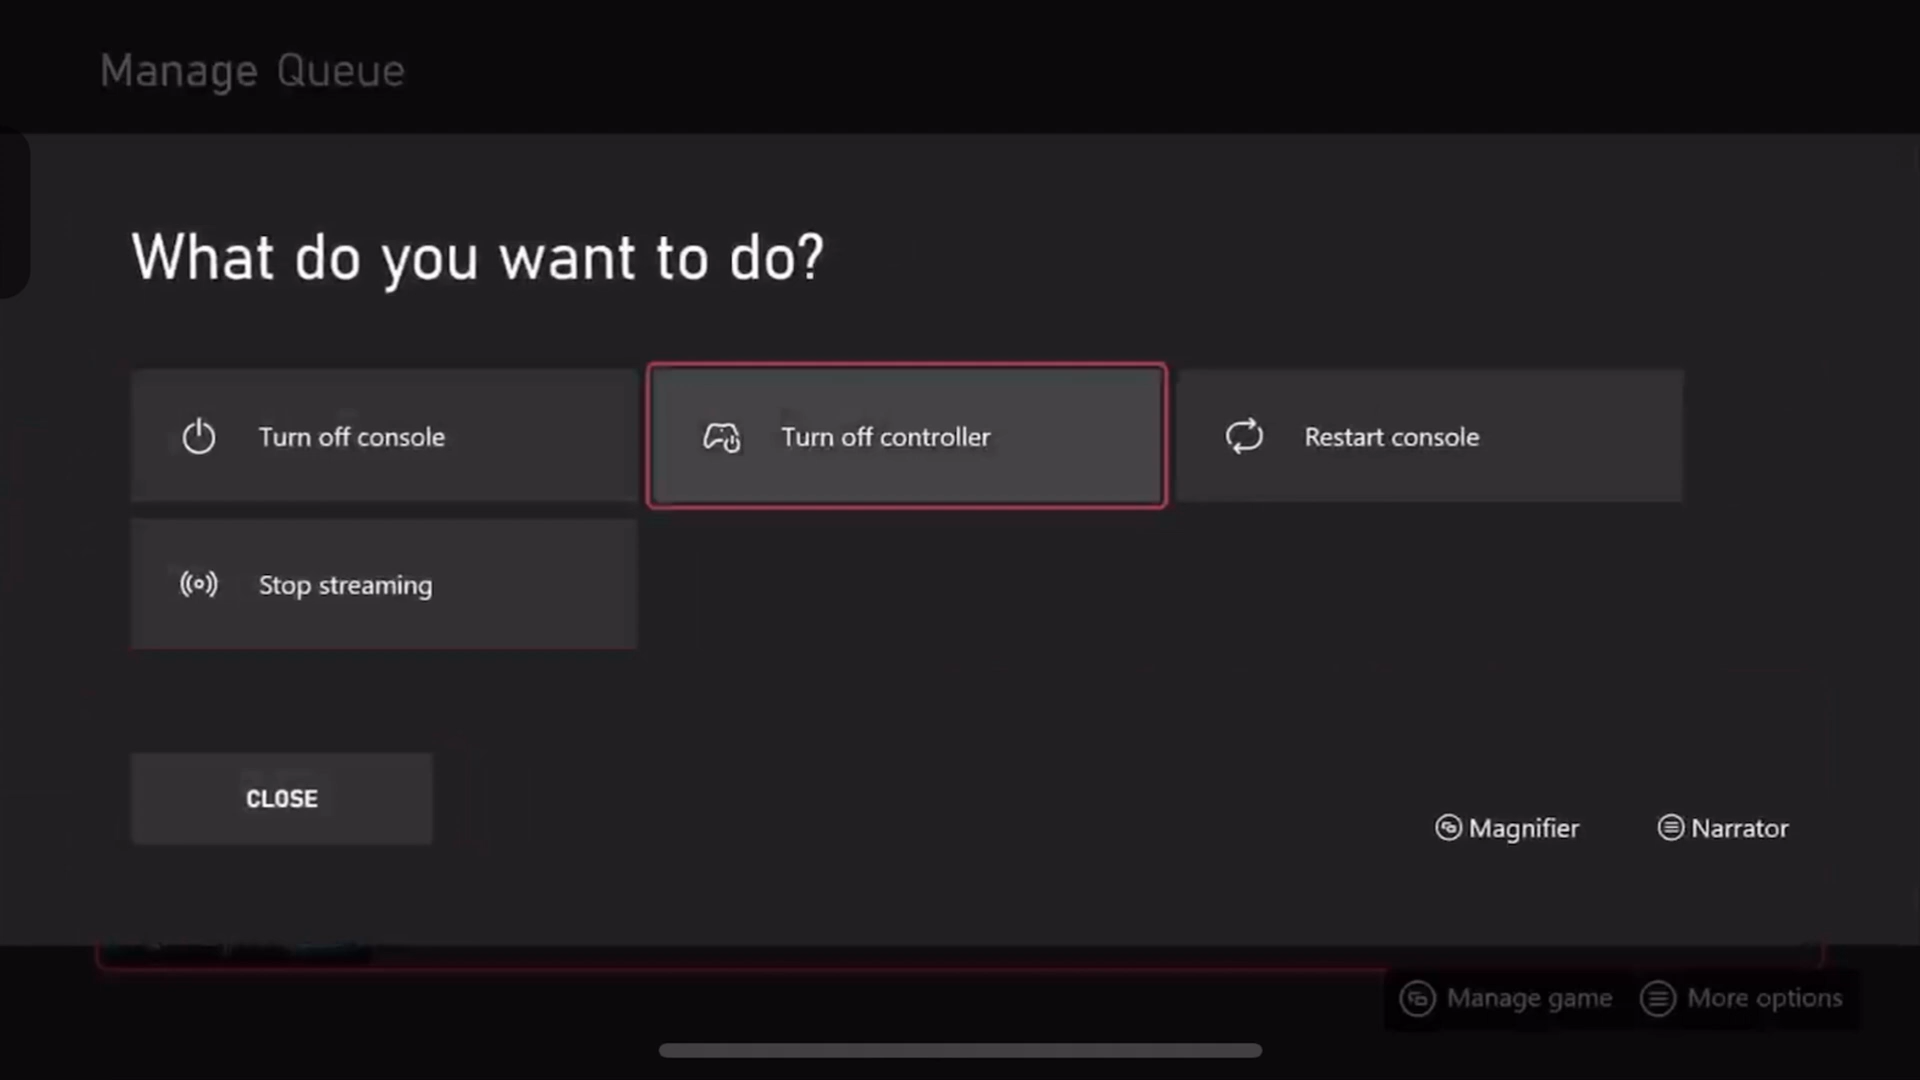 Manage Queue
What do you want to do?
Turn off console
Turn off controller
Restart console
Stop streaming
CLOSE
Magnifier
Narrator
Manage game
More options